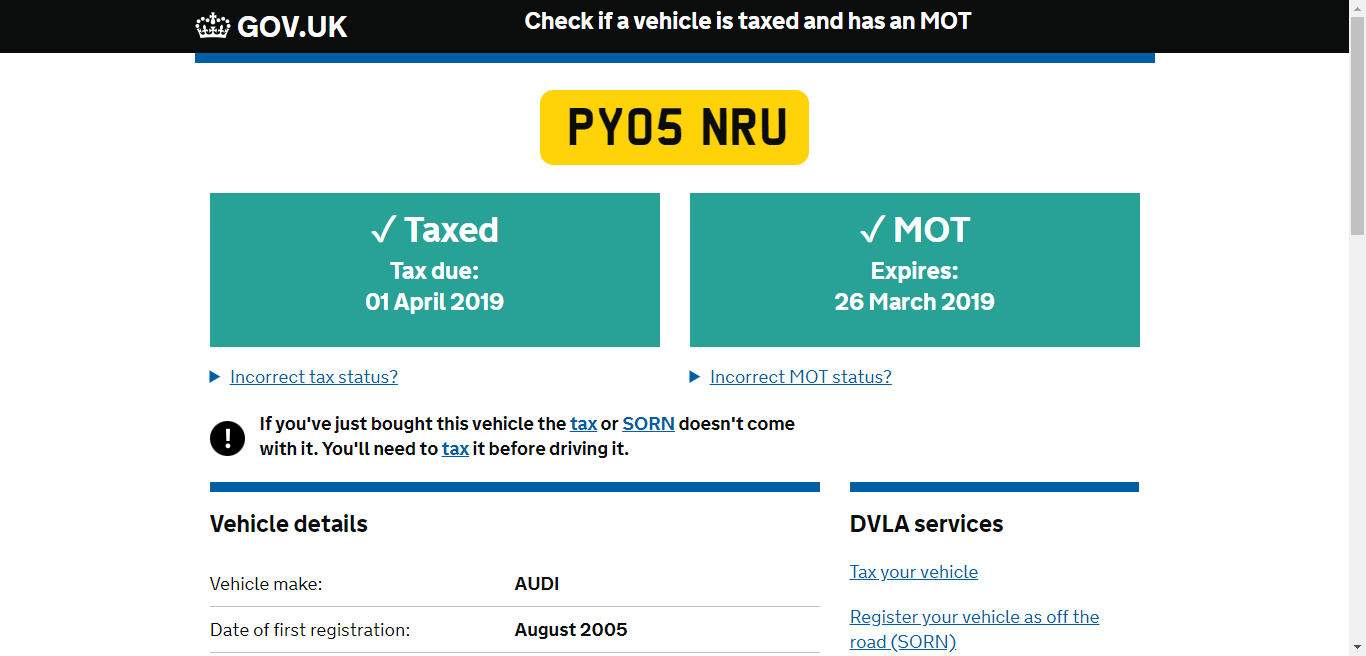 GOV.UK
Check if a vehicle is taxed and has an MOT
PY05 NRU
✓ Taxed
Tax due:
01 April 2019
✓ MOT
Expires:
26 March 2019
Incorrect tax status?
Incorrect MOT status?
If you've just bought this vehicle the tax or SORN doesn't come
with it. You'll need to tax it before driving it.
Vehicle details
Vehicle make: AUDI
Date of first registration: August 2005
DVLA services
Tax your vehicle
Register your vehicle as off the
road (SORN)